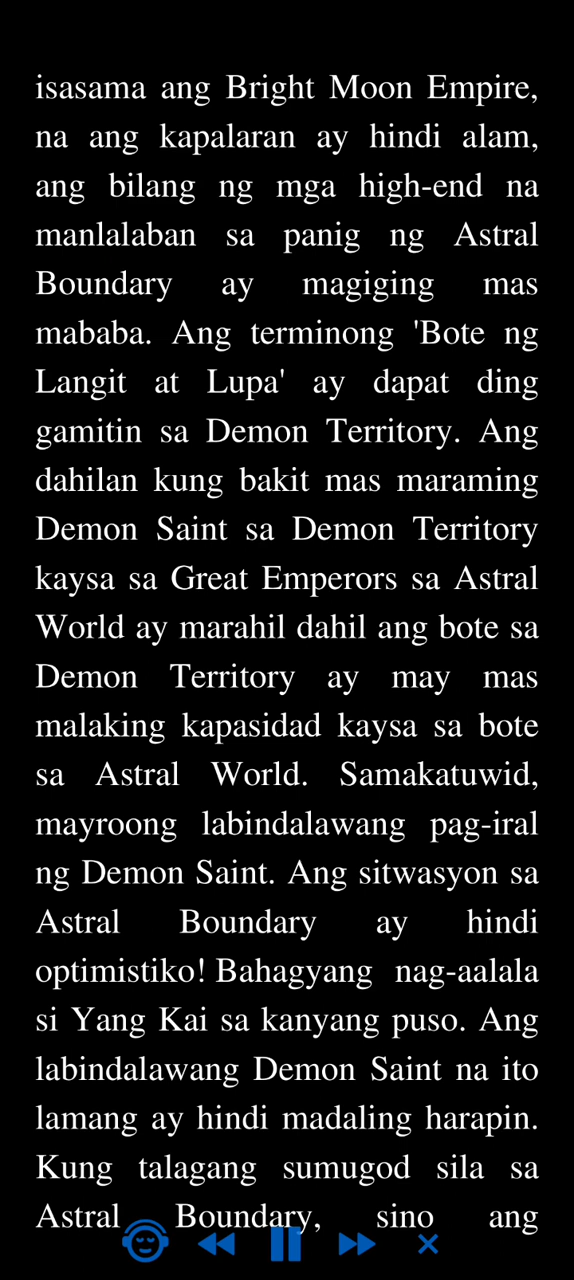 isasama ang Bright Moon Empire,
na ang kapalaran ay hindi alam,
ang bilang ng mga high-end na
manlalaban sa panig ng Astral
Boundary ay magiging mas
mababa. Ang terminong 'Bote ng
Langit at Lupa' ay dapat ding
gamitin sa Demon Territory. Ang
dahilan kung bakit mas maraming
Demon Saint sa Demon Territory
kaysa sa Great Emperors sa Astral
World ay marahil dahil ang bote sa
Demon Territory ay may mas
malaking kapasidad kaysa sa bote
sa Astral World. Samakatuwid,
mayroong labindalawang pag-iral
ng Demon Saint. Ang sitwasyon sa
Astral Boundary ay hindi
optimistiko! Bahagyang nag-aalala
si Yang Kai sa kanyang puso. Ang
labindalawang Demon Saint na ito
lamang ay hindi madaling harapin.
Kung talagang sumugod sila sa
Astral Boundary, sino ang